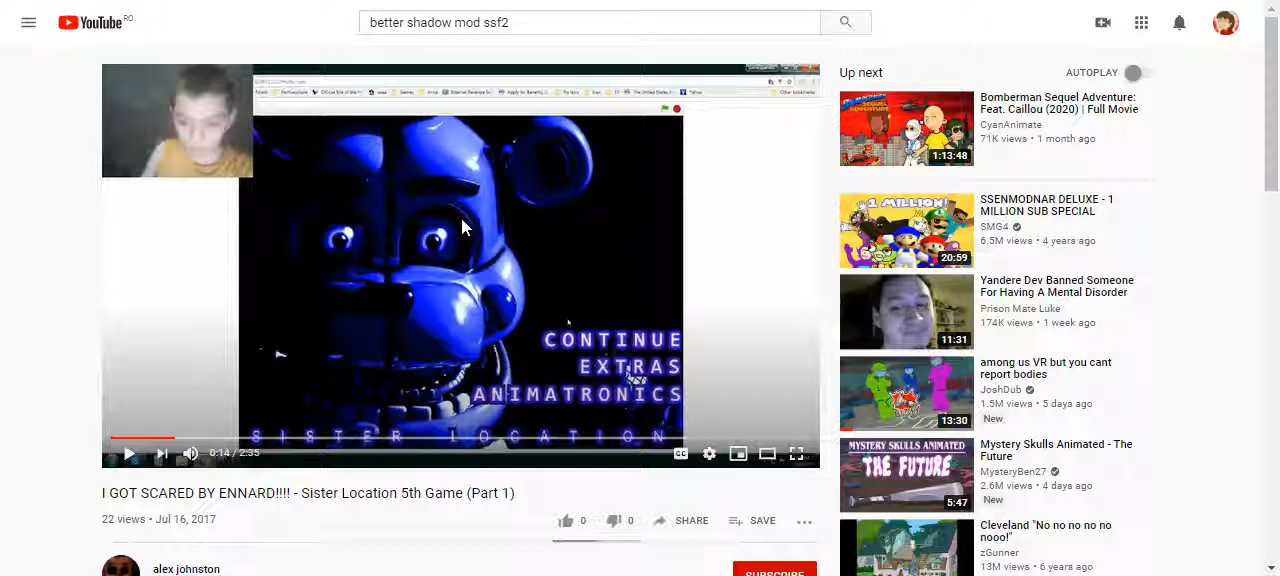 YouTube RO
better shadow mod ssf2
CONTINUE
EXTRAS
ANIMATRONICS
SISTER LOCATION
0:14 / 2:35
CC
I GOT SCARED BY ENNARD!!!! - Sister Location 5th Game (Part 1)
22 views • Jul 16, 2017
0
0
SHARE
SAVE
alex johnston
SUBSCRIBE
Up next
AUTOPLAY
1:13:48
Bomberman Sequel Adventure:
Feat. Caillou (2020) | Full Movie
CyanAnimate
71K views • 1 month ago
1 MILLION!
20:59
SSENMODNAR DELUXE - 1
MILLION SUB SPECIAL
SMG4
6.5M views • 4 years ago
11:31
Yandere Dev Banned Someone
For Having A Mental Disorder
Prison Mate Luke
174K views • 1 week ago
13:30
among us VR but you cant
report bodies
JoshDub
1.5M views • 5 days ago
New
MYSTERY SKULLS ANIMATED
THE FUTURE
5:47
Mystery Skulls Animated - The
Future
MysteryBen27
2.6M views • 4 days ago
New
Cleveland "No no no no no
nooo!"
zGunner
13M views • 6 years ago